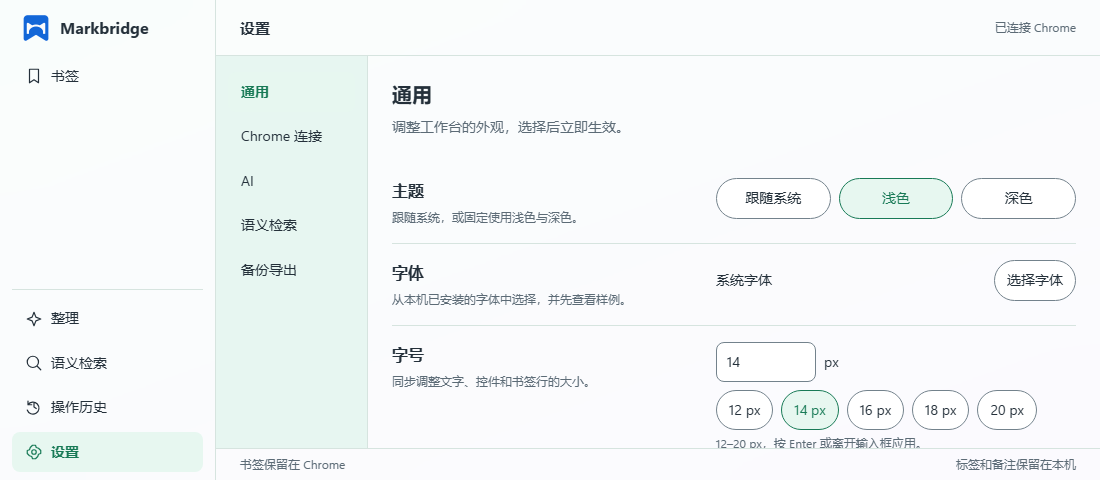 Markbridge
书签
整理
语义检索
操作历史
设置
设置
已连接 Chrome
通用
Chrome 连接
AI
语义检索
备份导出
通用
调整工作台的外观，选择后立即生效。
主题
跟随系统，或固定使用浅色与深色。
跟随系统
浅色
深色
字体
从本机已安装的字体中选择，并先查看样例。
系统字体
选择字体
字号
同步调整文字、控件和书签行的大小。
14 px
12 px
14 px
16 px
18 px
20 px
12–20 px，按 Enter 或离开输入框应用。
书签保留在 Chrome
标签和备注保留在本机